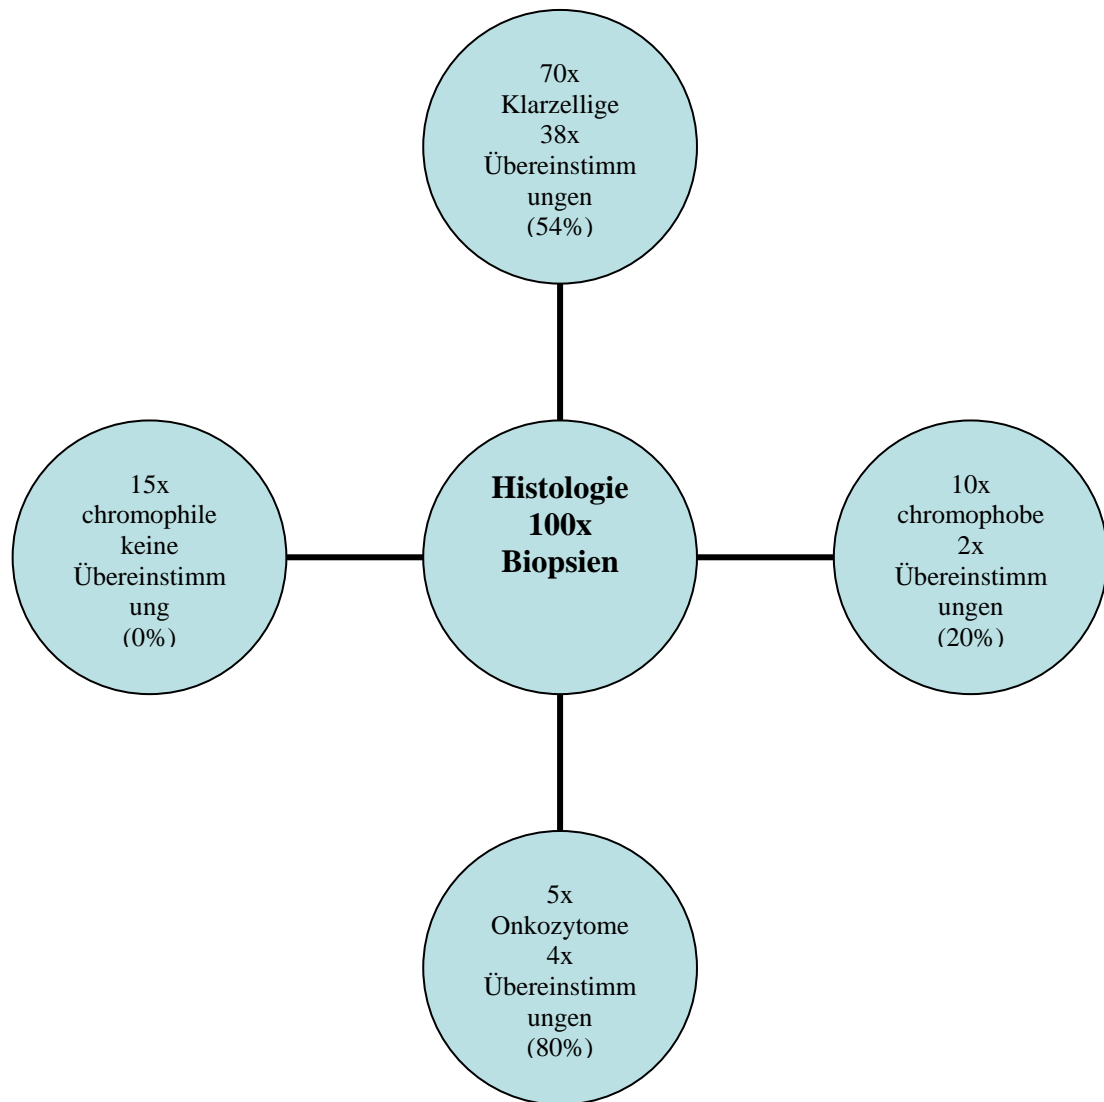 70x
Klarzellige
38x
Übereinstimm
ungen
(54%)
15x
chromophile
keine
Übereinstimm
ung
(0%)
Histologie
100x
Biopsien
10x
chromophobe
2x
Übereinstimm
ungen
(20%)
5x
Onkozytome
4x
Übereinstimm
ungen
(80%)